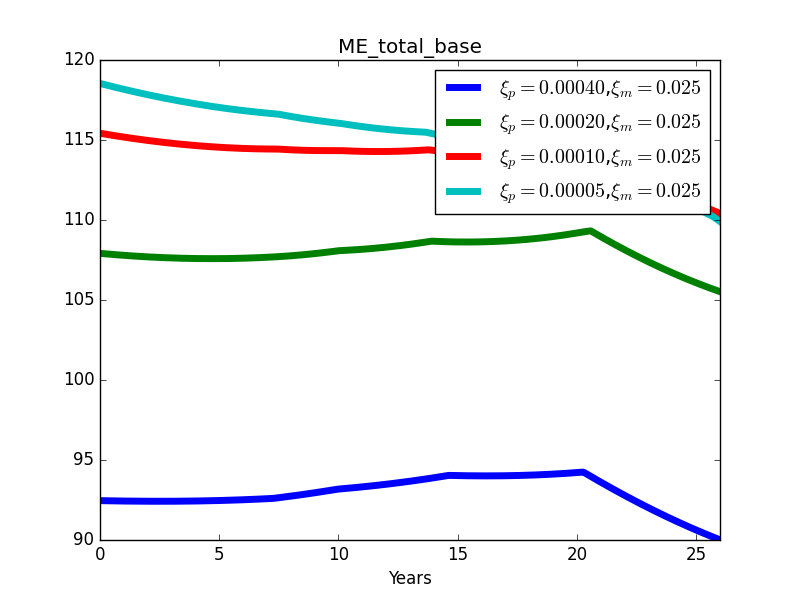 ME_total_base
120
115
110
105
100
95
90
ξₚ = 0.00040,ξₘ = 0.025
ξₚ = 0.00020,ξₘ = 0.025
ξₚ = 0.00010,ξₘ = 0.025
ξₚ = 0.00005,ξₘ = 0.025
0 5 10 15 20 25
Years